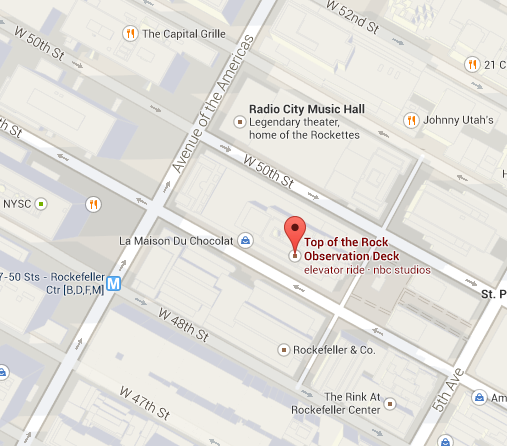 W 52nd St
W 50th St
The Capital Grille
21 C
Avenue of the Americas
Radio City Music Hall
Legendary theater,
home of the Rockettes
Johnny Utah's
th St
W 50th St
H
NYSC
La Maison Du Chocolat
Top of the Rock
Observation Deck
elevator ride - nbc studios
7-50 Sts - Rockefeller
Ctr [B,D,F,M]
M
St. P
W 48th St
Rockefeller & Co.
W 47th St
The Rink At
Rockefeller Center
5th Ave
Am